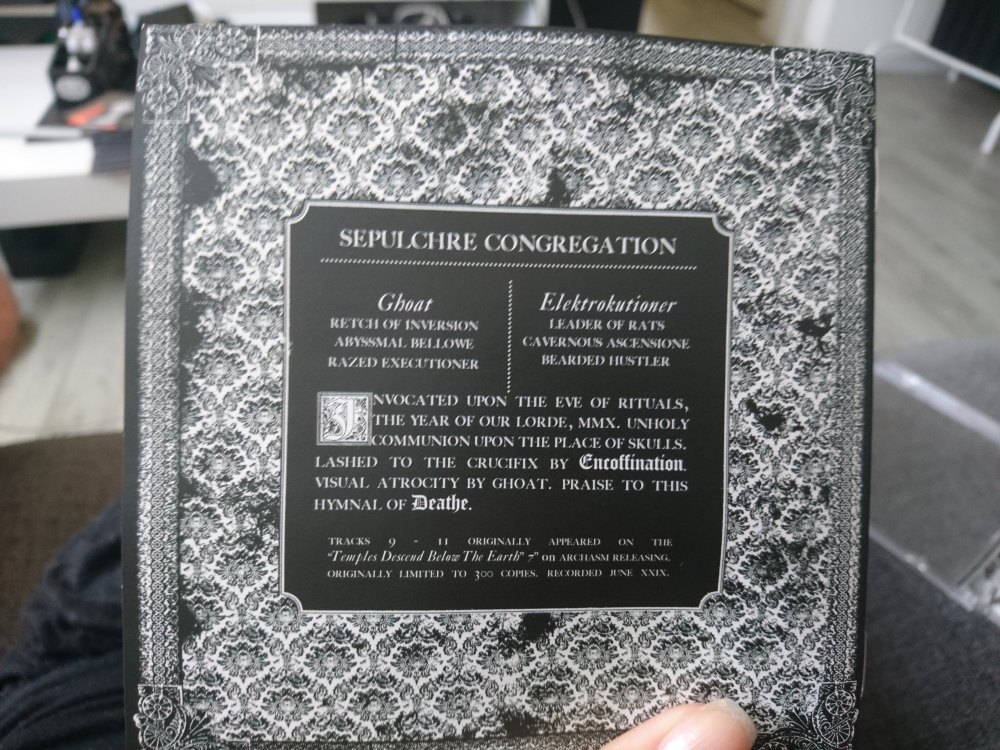 SEPULCHRE CONGREGATION
Ghoat
RETCH OF INVERSION
ABYSSMAL BELLOWE
RAZED EXECUTIONER
Elektrokutioner
LEADER OF RATS
CAVERNOUS ASCENSIONE
BEARDED HUSTLER
INVOCATED UPON THE EVE OF RITUALS,
THE YEAR OF OUR LORDE, MMX. UNHOLY
COMMUNION UPON THE PLACE OF SKULLS.
LASHED TO THE CRUCIFIX BY Encoffination.
VISUAL ATROCITY BY GHOAT. PRAISE TO THIS
HYMNAL OF Deathe.
TRACKS 9 - 11 ORIGINALLY APPEARED ON THE
"Temples Descend Below The Earth" 7" on ARCHASM RELEASING.
ORIGINALLY LIMITED TO 300 COPIES. RECORDED JUNE XXIX.